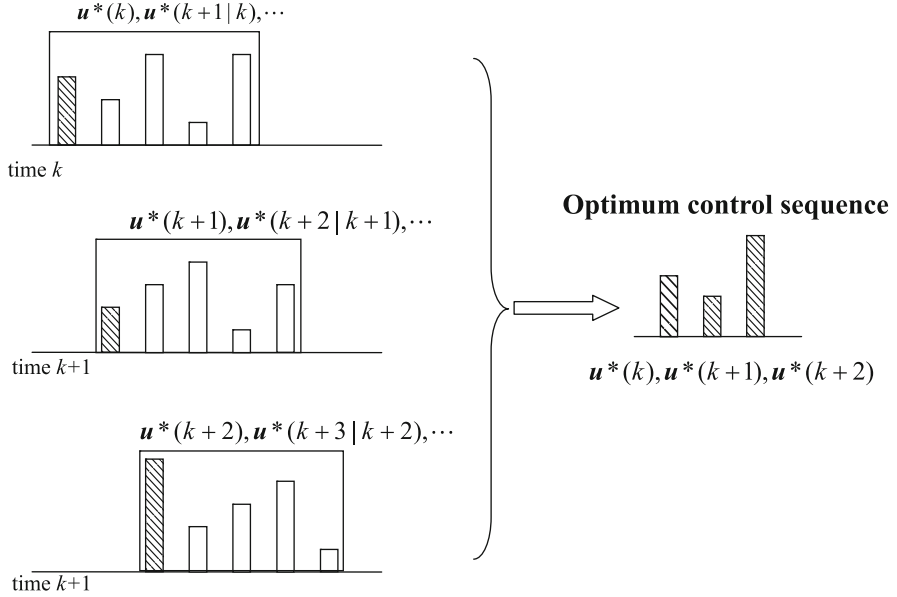 u*(k),u*(k+1|k),⋯
time k
u*(k+1),u*(k+2|k+1),⋯
time k+1
u*(k+2),u*(k+3|k+2),⋯
time k+1
Optimum control sequence
u*(k),u*(k+1),u*(k+2)